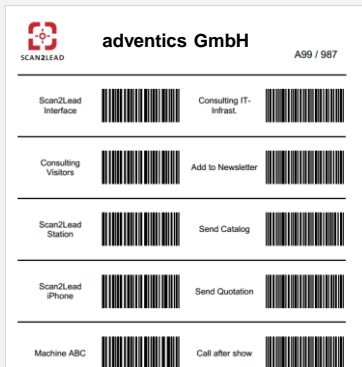 SCAN2LEAD
adventics GmbH
A99 / 987
Scan2Lead
Interface
Consulting IT-
Infrast.
Consulting
Visitors
Add to Newsletter
Scan2Lead
Station
Send Catalog
Scan2Lead
iPhone
Send Quotation
Machine ABC
Call after show